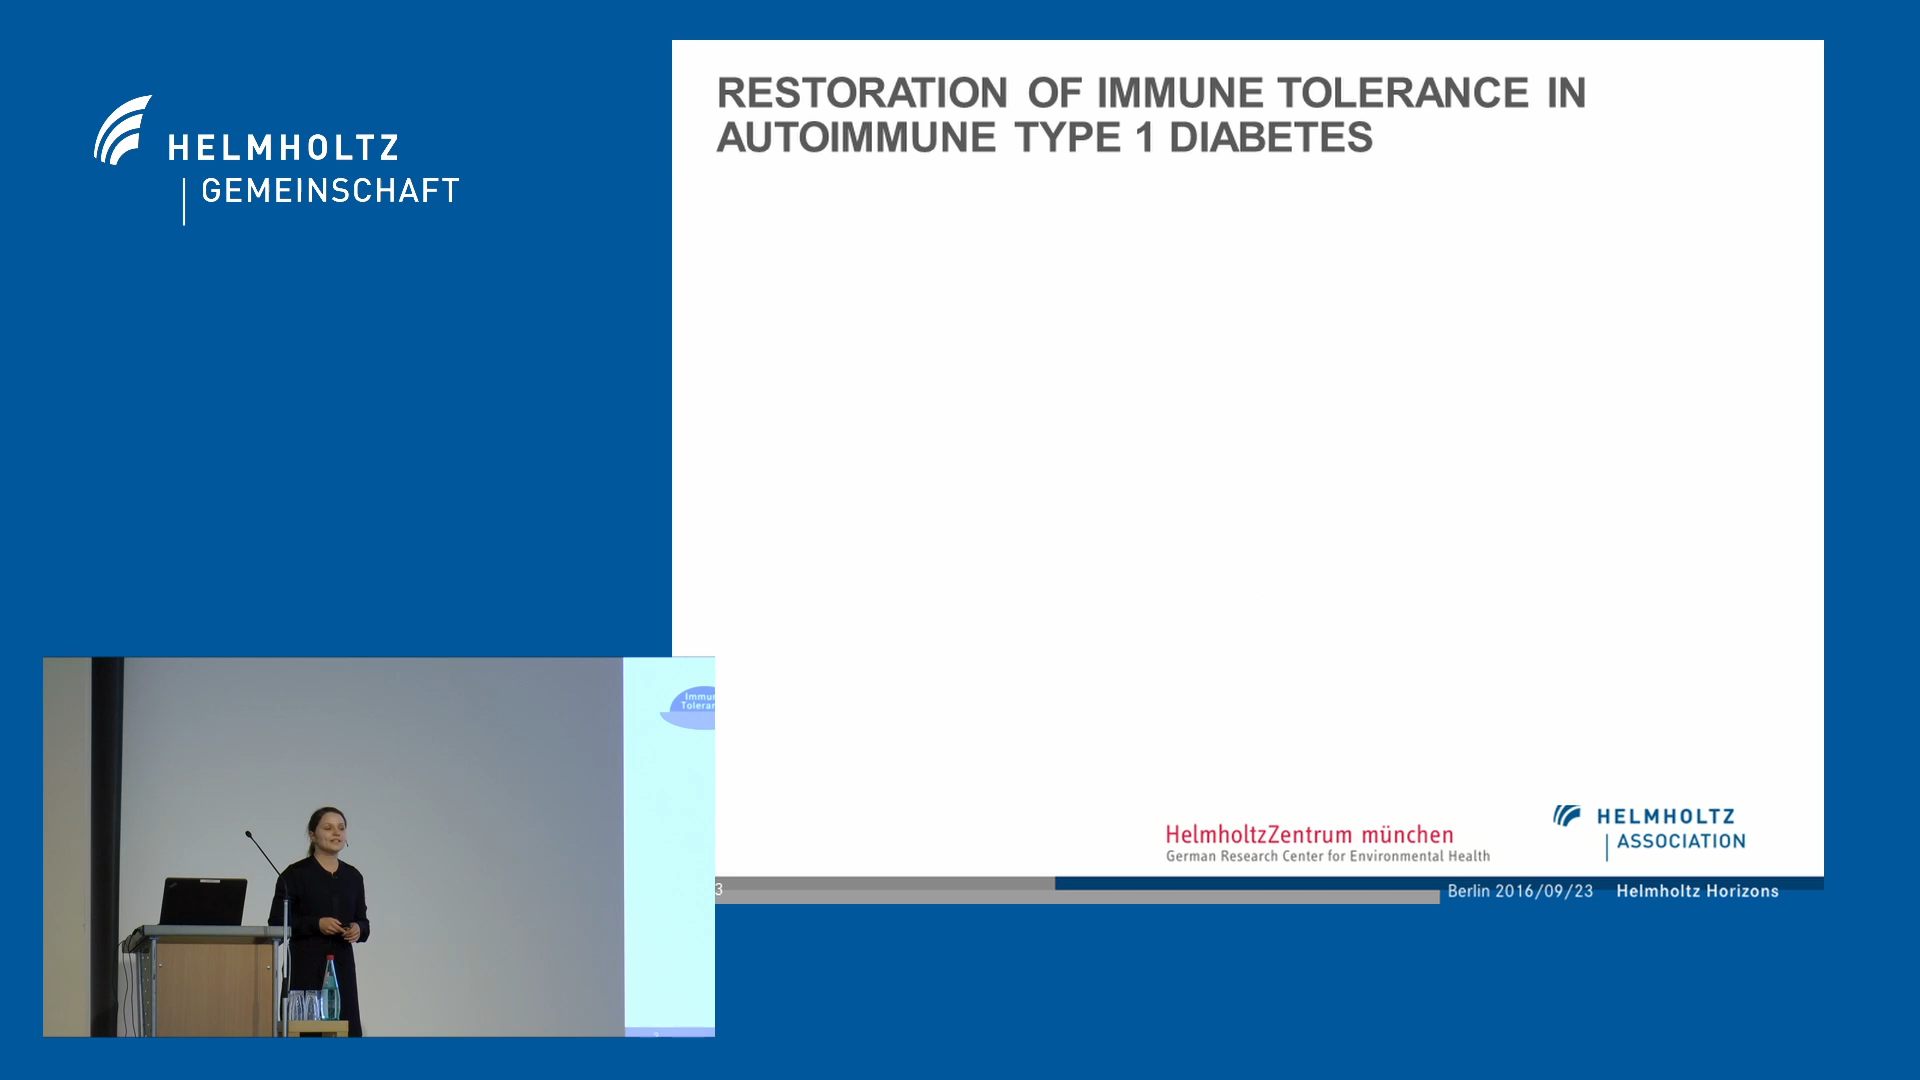 HELMHOLTZ
GEMEINSCHAFT
RESTORATION OF IMMUNE TOLERANCE IN
AUTOIMMUNE TYPE 1 DIABETES
HelmholtzZentrum münchen
German Research Center for Environmental Health
HELMHOLTZ
ASSOCIATION
3
Berlin 2016/09/23 Helmholtz Horizons